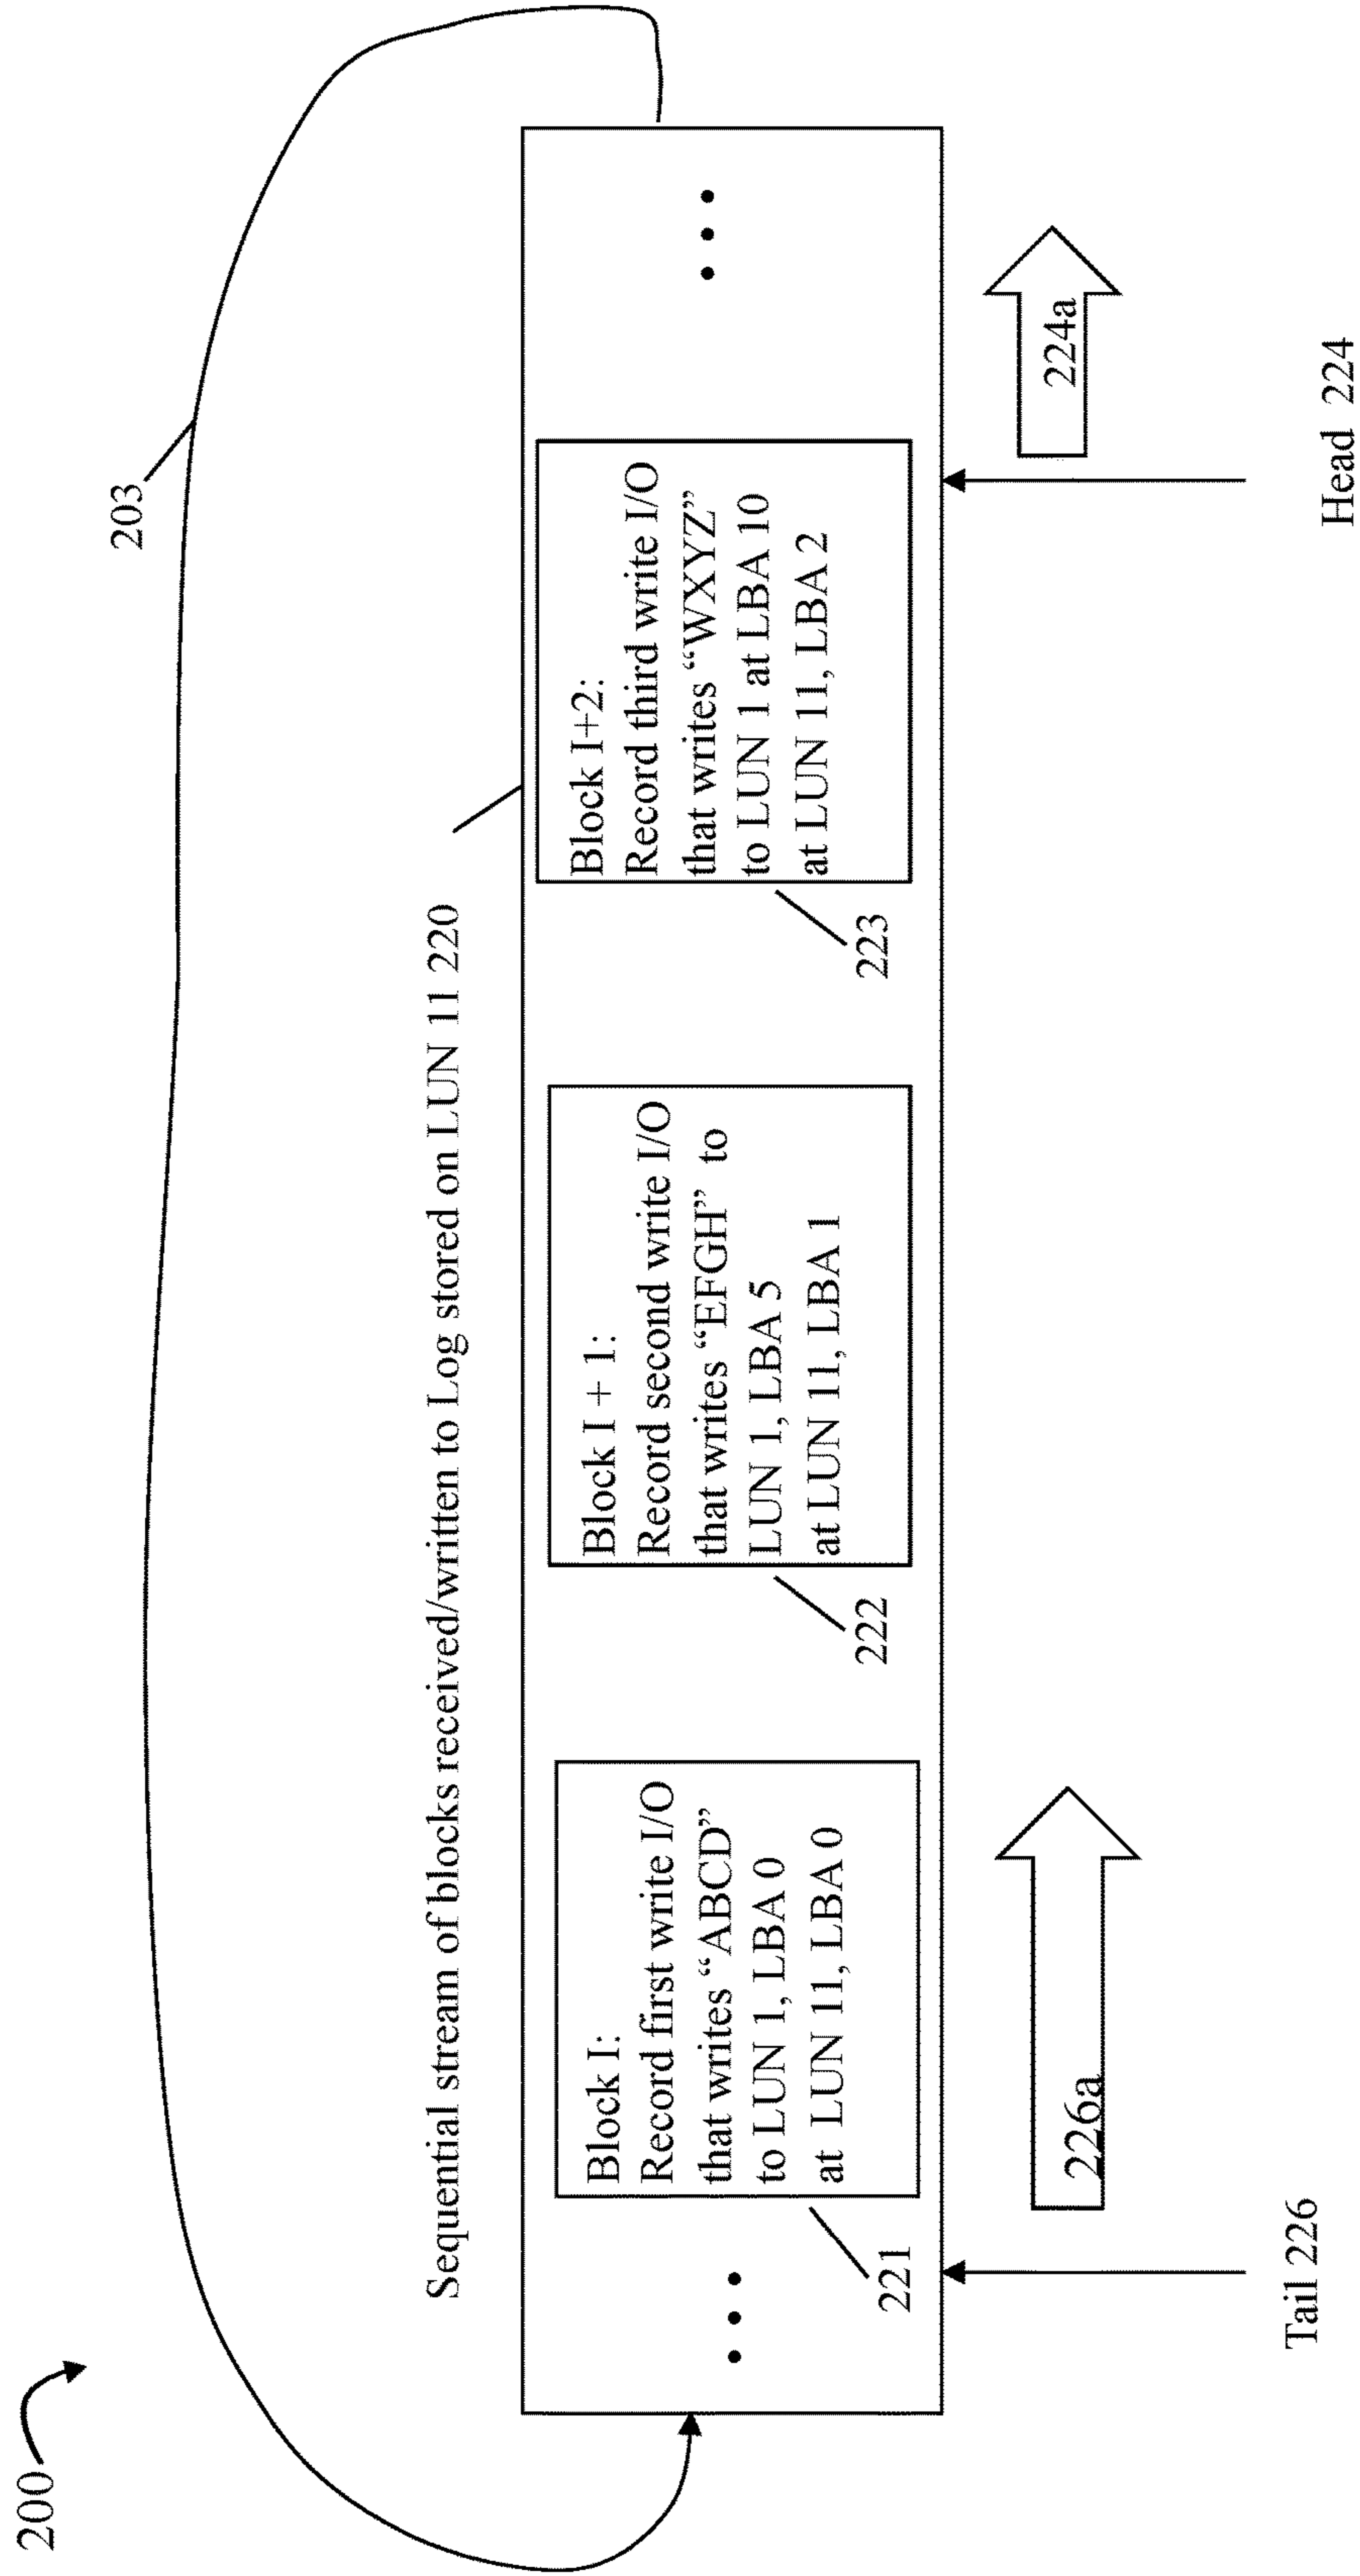 200
203
Sequential stream of blocks received/written to Log stored on LUN 11 220
Block I:
Record first write I/O
that writes “ABCD”
to LUN 1, LBA 0
at LUN 11, LBA 0
221
Block I + 1:
Record second write I/O
that writes “EFGH” to
LUN 1, LBA 5
at LUN 11, LBA 1
222
Block I+2:
Record third write I/O
that writes “WXYZ”
to LUN 1 at LBA 10
at LUN 11, LBA 2
223
226a
224a
Tail 226
Head 224